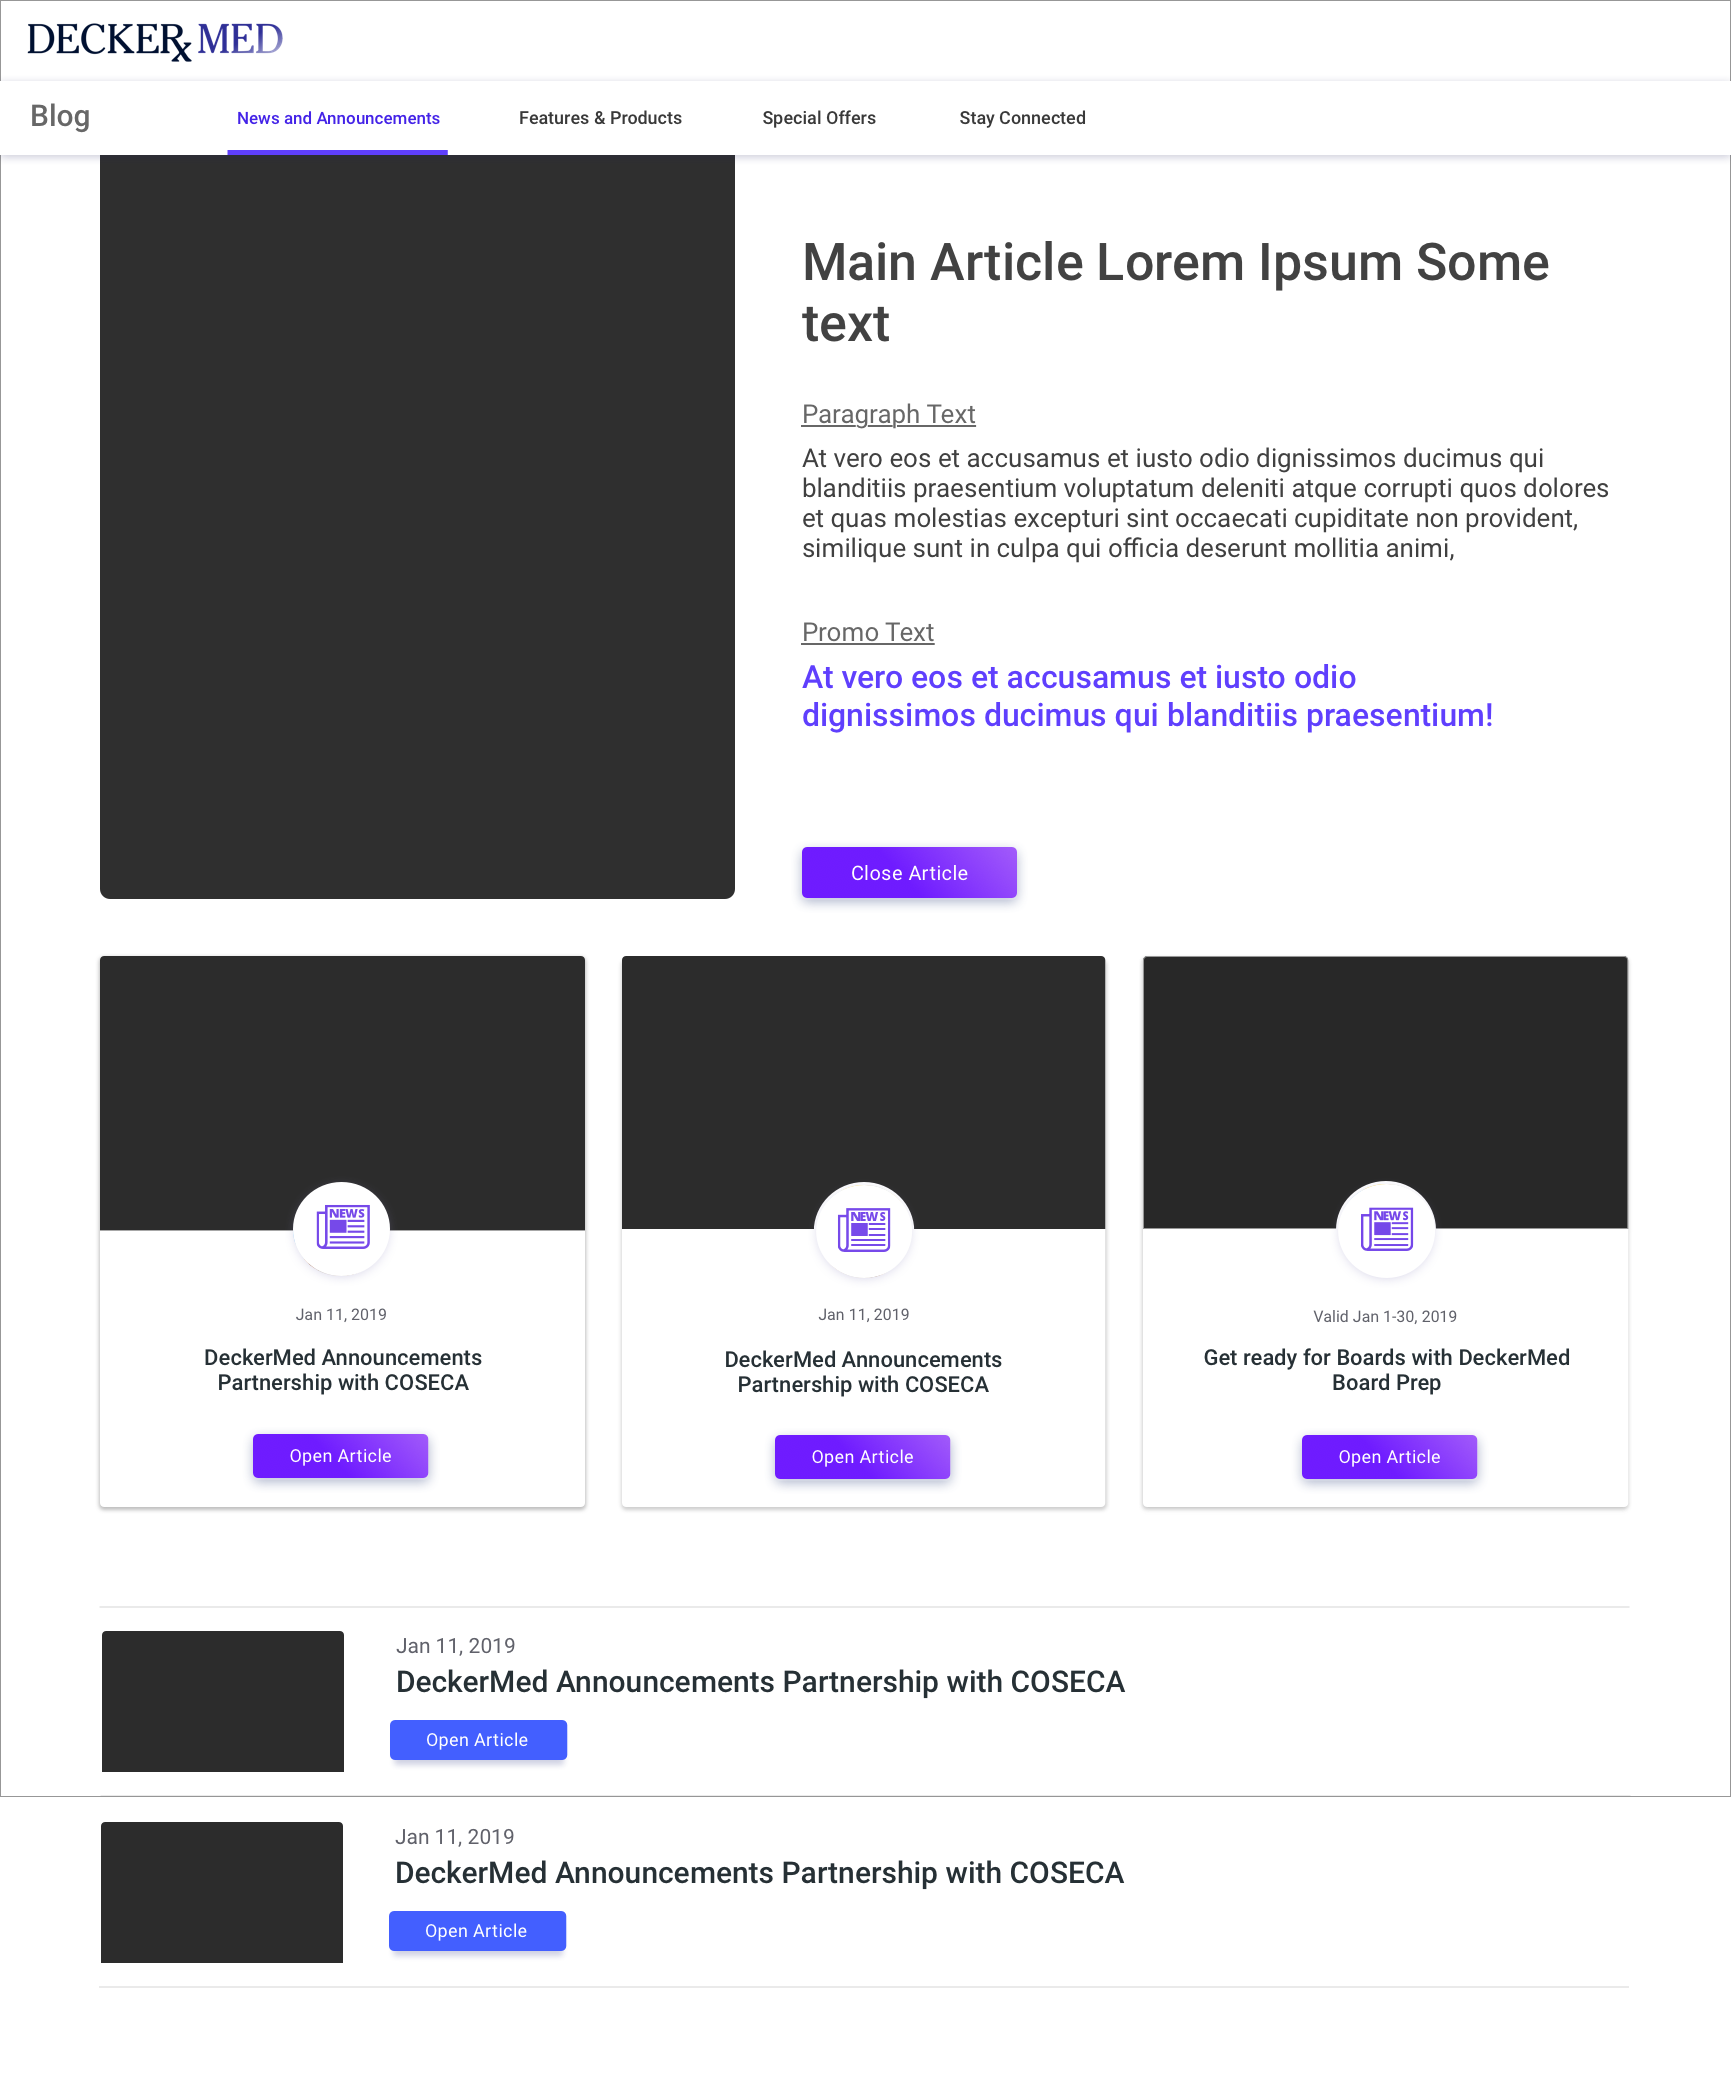 DECKERx MED
Blog
News and Announcements
Features & Products
Special Offers
Stay Connected
Main Article Lorem Ipsum Some
text
Paragraph Text
At vero eos et accusamus et iusto odio dignissimos ducimus qui
blanditiis praesentium voluptatum deleniti atque corrupti quos dolores
et quas molestias excepturi sint occaecati cupiditate non provident,
similique sunt in culpa qui officia deserunt mollitia animi,
Promo Text
At vero eos et accusamus et iusto odio
dignissimos ducimus qui blanditiis praesentium!
Close Article
NEWS
Jan 11, 2019
DeckerMed Announcements
Partnership with COSECA
Open Article
NEWS
Jan 11, 2019
DeckerMed Announcements
Partnership with COSECA
Open Article
NEWS
Valid Jan 1-30, 2019
Get ready for Boards with DeckerMed
Board Prep
Open Article
Jan 11, 2019
DeckerMed Announcements Partnership with COSECA
Open Article
Jan 11, 2019
DeckerMed Announcements Partnership with COSECA
Open Article